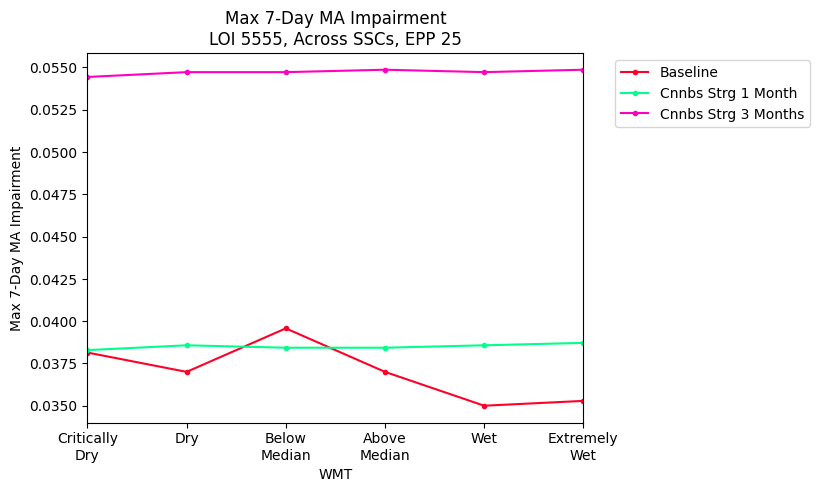 Max 7-Day MA Impairment
LOI 5555, Across SSCs, EPP 25
Baseline
Cnnbs Strg 1 Month
Cnnbs Strg 3 Months
Max 7-Day MA Impairment
0.0550
0.0525
0.0500
0.0475
0.0450
0.0425
0.0400
0.0375
0.0350
Critically
Dry
Dry
Below
Median
Above
Median
Wet
Extremely
Wet
WMT